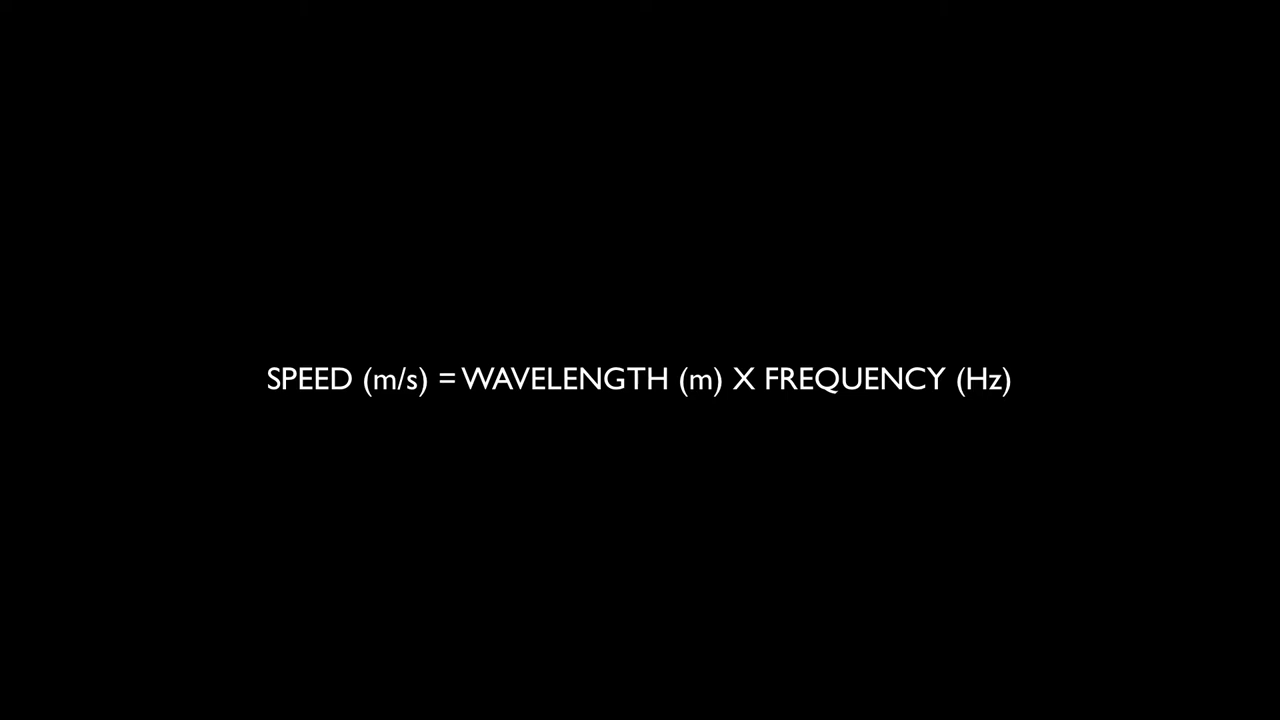 SPEED (m/s) = WAVELENGTH (m) X FREQUENCY (Hz)